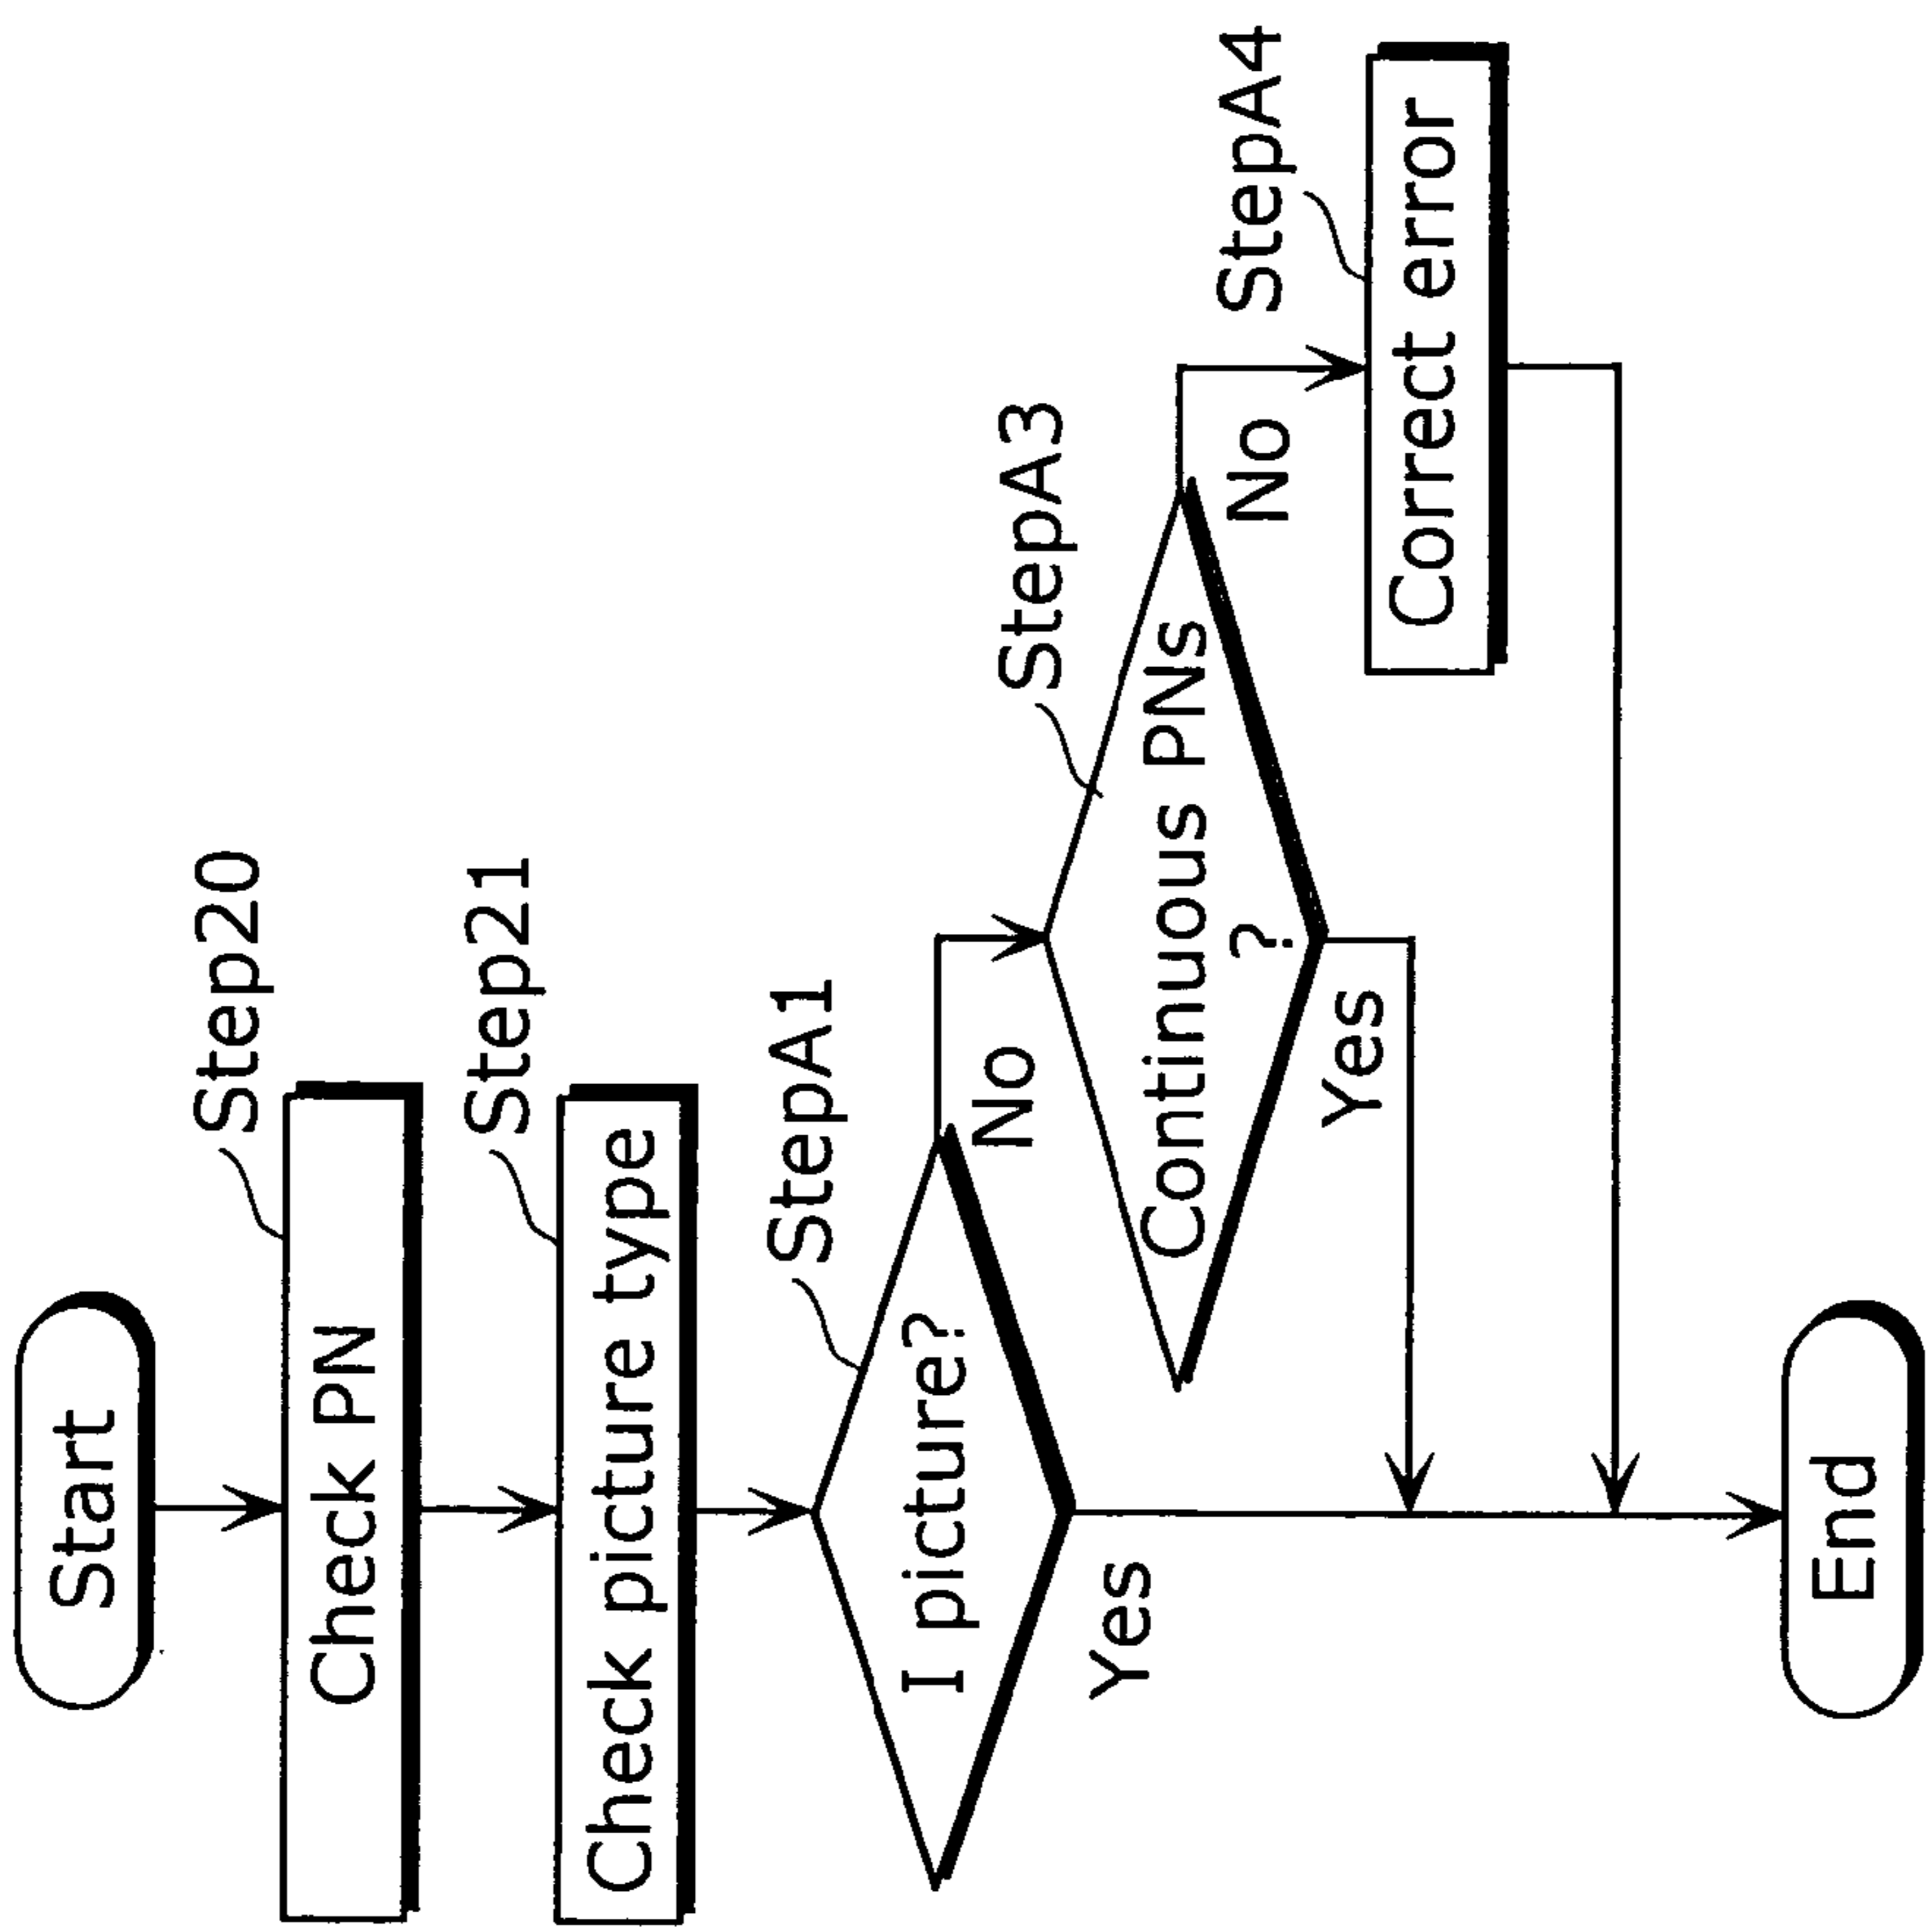 Start
Step20
Check PN
Step21
Check picture type
StepA1
I picture?
No
Yes
StepA3
Continuous PNs
?
No
Yes
StepA4
Correct error
End